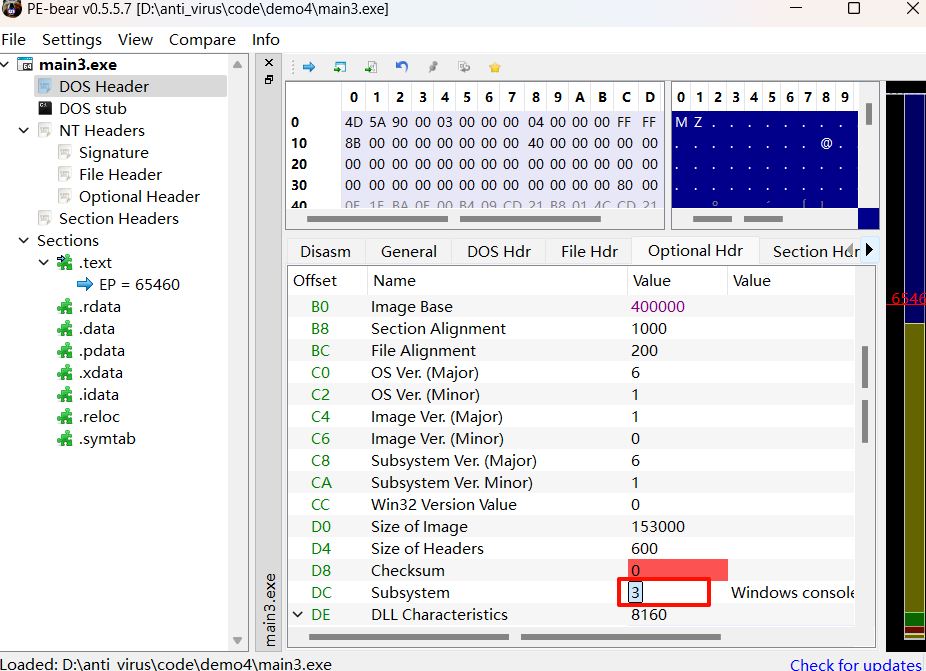 PE-bear v0.5.5.7 [D:\anti_virus\code\demo4\main3.exe]
File Settings View Compare Info
main3.exe
DOS Header
DOS stub
NT Headers
Signature
File Header
Optional Header
Section Headers
Sections
.text
EP = 65460
.rdata
.data
.pdata
.xdata
.idata
.reloc
.symtab
main3.exe
0 1 2 3 4 5 6 7 8 9 A B C D
0 4D 5A 90 00 03 00 00 00 04 00 00 00 FF FF
10 8B 00 00 00 00 00 00 00 40 00 00 00 00 00
20 00 00 00 00 00 00 00 00 00 00 00 00 00 00
30 00 00 00 00 00 00 00 00 00 00 00 00 80 00
40 0E 1F BA 0E 00 B4 09 CD 21 B8 01 4C CD 21
0 1 2 3 4 5 6 7 8 9
M Z . . . . . . . .
. . . . . . . . @ .
. . . . . . . . . .
. . . . . . . . . .
Disasm General DOS Hdr File Hdr Optional Hdr Section Hdr
Offset Name Value Value
B0 Image Base 400000
B8 Section Alignment 1000
BC File Alignment 200
C0 OS Ver. (Major) 6
C2 OS Ver. (Minor) 1
C4 Image Ver. (Major) 1
C6 Image Ver. (Minor) 0
C8 Subsystem Ver. (Major) 6
CA Subsystem Ver. Minor) 1
CC Win32 Version Value 0
D0 Size of Image 153000
D4 Size of Headers 600
D8 Checksum 0
DC Subsystem 3 Windows console
DE DLL Characteristics 8160
6546
Loaded: D:\anti_virus\code\demo4\main3.exe
Check for updates